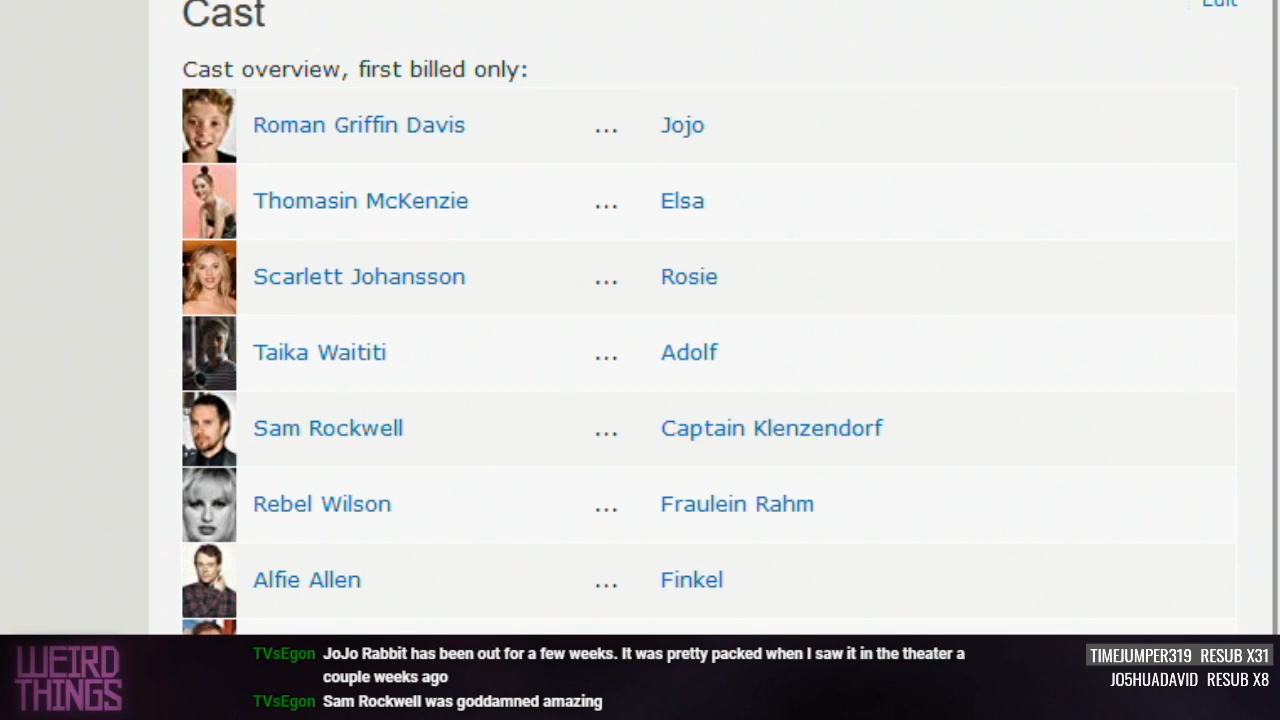 Cast
Edit
Cast overview, first billed only:
Roman Griffin Davis ... Jojo
Thomasin McKenzie ... Elsa
Scarlett Johansson ... Rosie
Taika Waititi ... Adolf
Sam Rockwell ... Captain Klenzendorf
Rebel Wilson ... Fraulein Rahm
Alfie Allen ... Finkel
WEIRD
THINGS
TVsEgon JoJo Rabbit has been out for a few weeks. It was pretty packed when I saw it in the theater a
couple weeks ago
TVsEgon Sam Rockwell was goddamned amazing
TIMEJUMPER319 RESUB X31
JO5HUADAVID RESUB X8